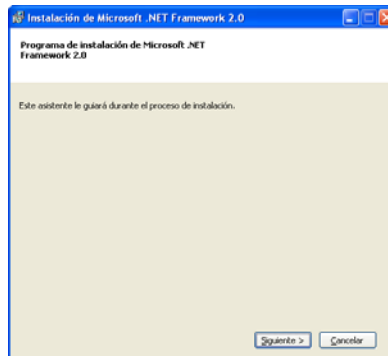 Instalación de Microsoft .NET Framework 2.0
Programa de instalación de Microsoft .NET
Framework 2.0
Este asistente le guiará durante el proceso de instalación.
Siguiente >
Cancelar